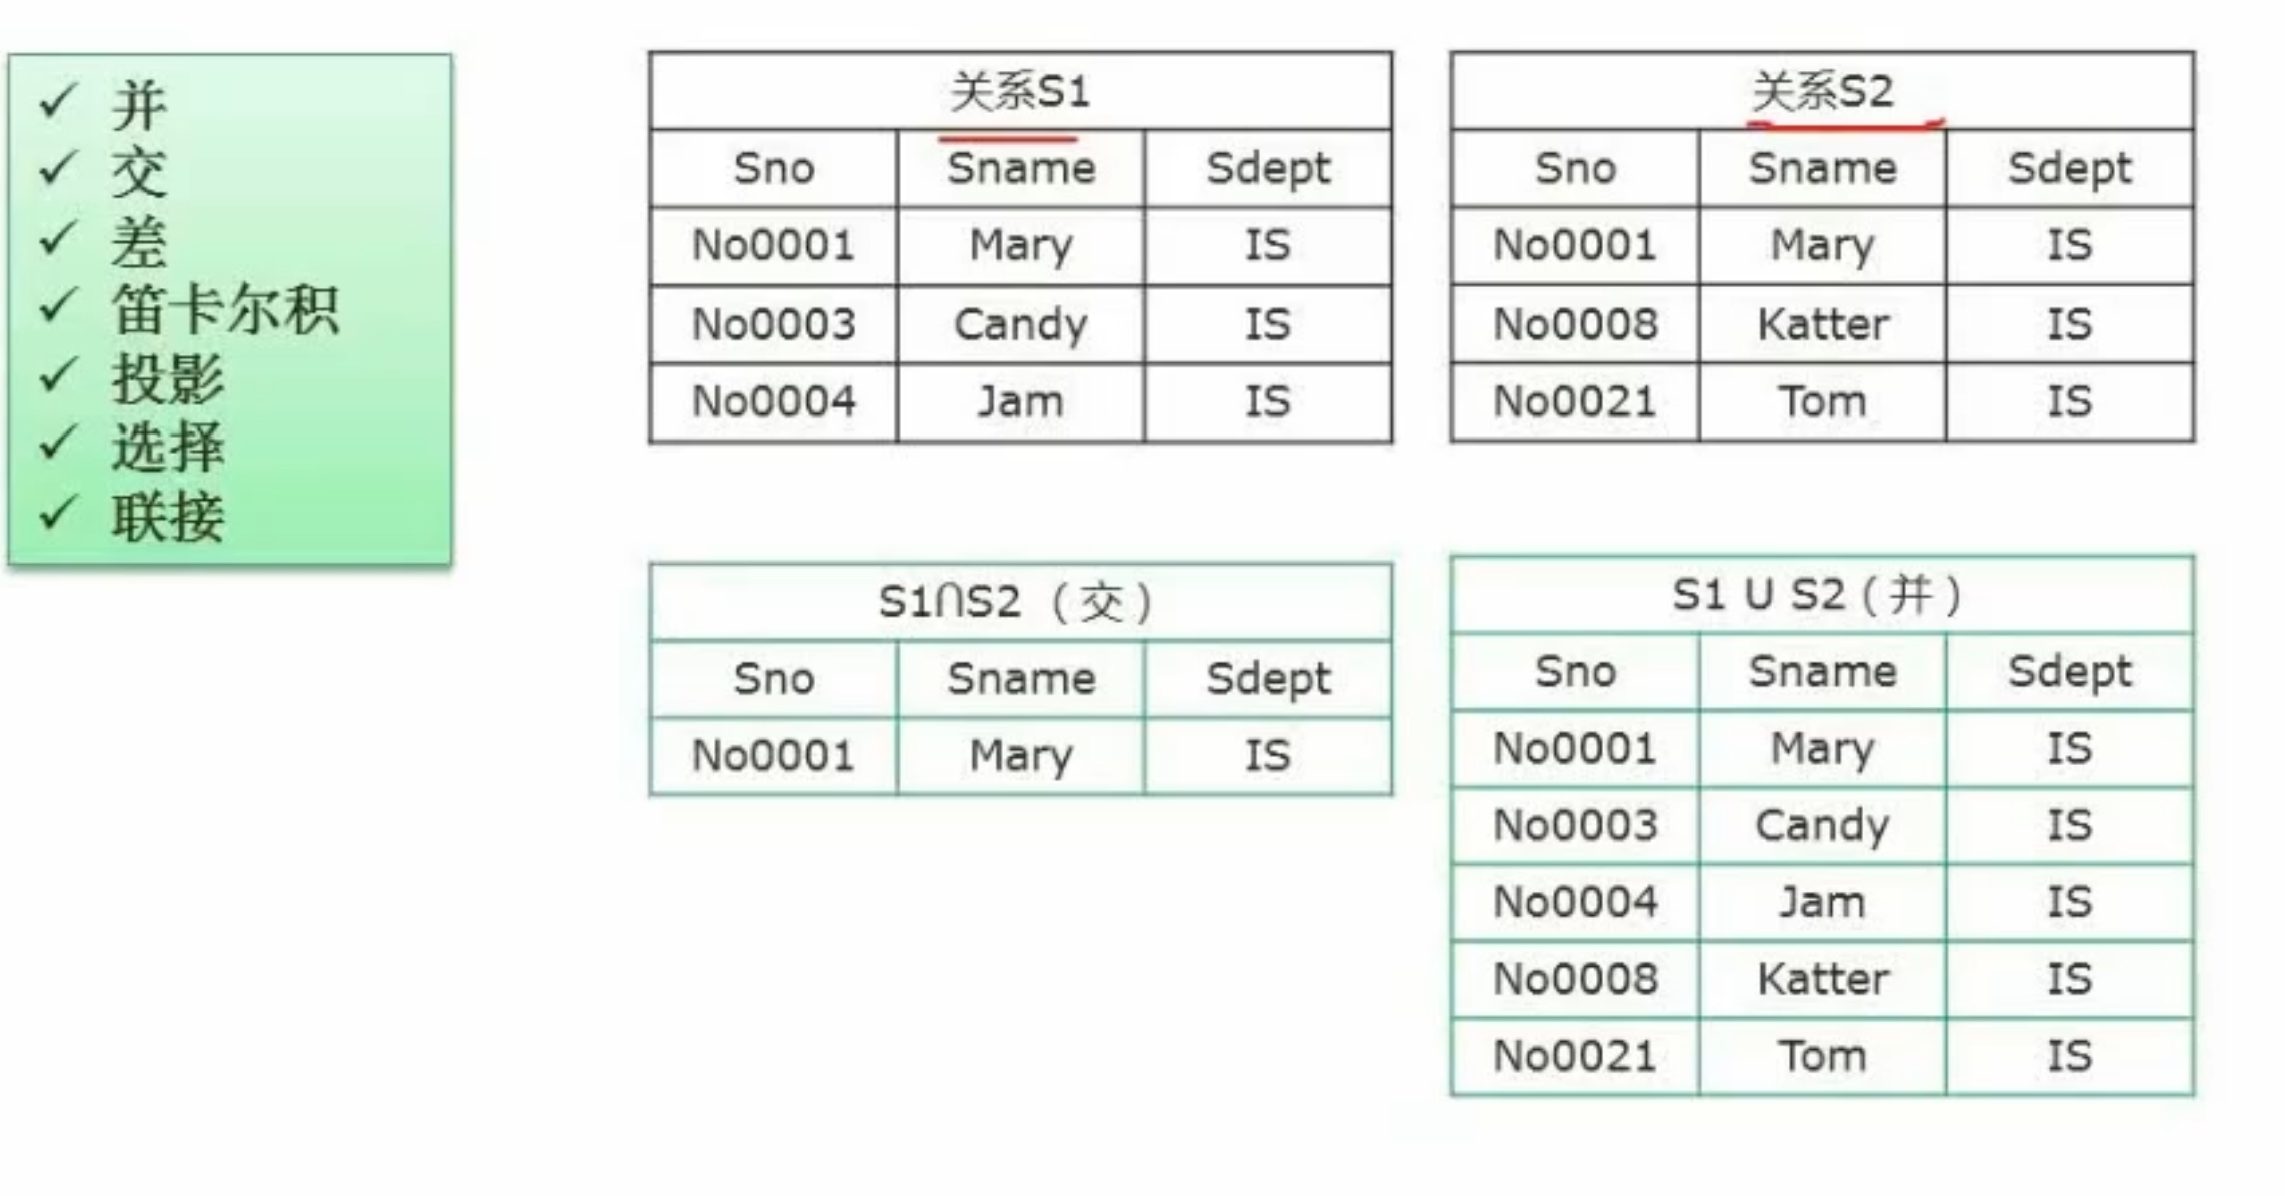 ✓ 并
✓ 交
✓ 差
✓ 笛卡尔积
✓ 投影
✓ 选择
✓ 联接
关系S1
Sno Sname Sdept
No0001 Mary IS
No0003 Candy IS
No0004 Jam IS
关系S2
Sno Sname Sdept
No0001 Mary IS
No0008 Katter IS
No0021 Tom IS
S1∩S2（交）
Sno Sname Sdept
No0001 Mary IS
S1 U S2（并）
Sno Sname Sdept
No0001 Mary IS
No0003 Candy IS
No0004 Jam IS
No0008 Katter IS
No0021 Tom IS